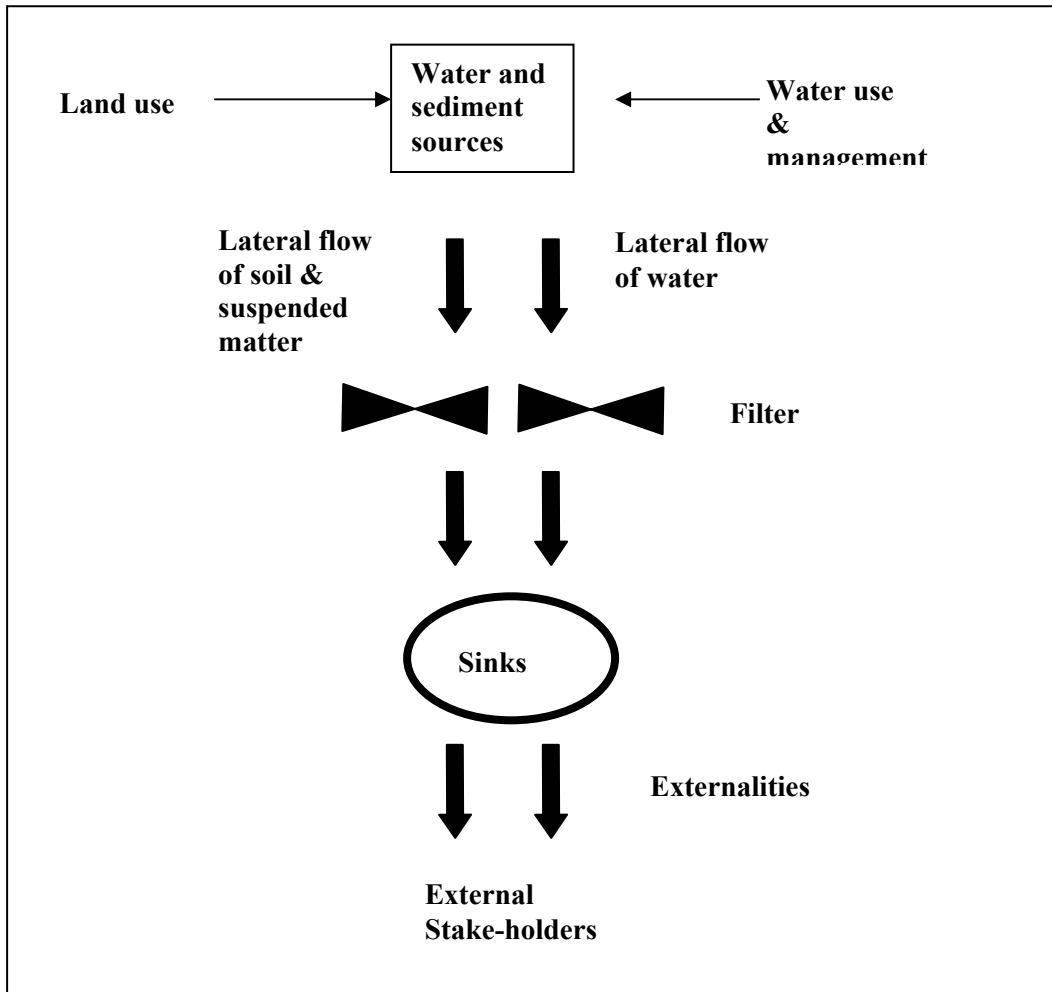 Land use
Water and
sediment
sources
Water use
&
management
Lateral flow
of soil &
suspended
matter
Lateral flow
of water
Filter
Sinks
Externalities
External
Stake-holders